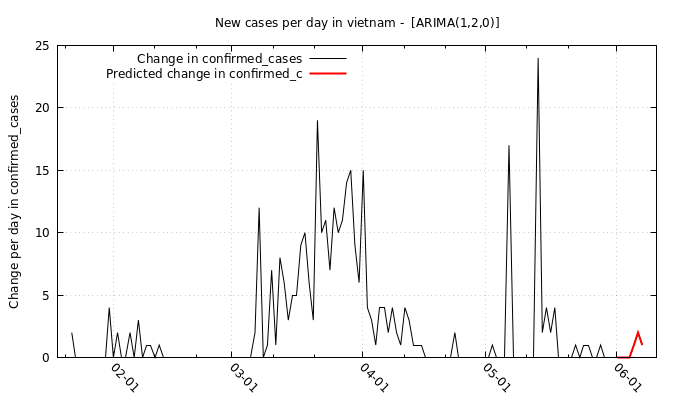 New cases per day in vietnam -  [ARIMA(1,2,0)]
Change in confirmed_cases
Predicted change in confirmed_c
Change per day in confirmed_cases
25
20
15
10
5
0
02-01
03-01
04-01
05-01
06-01